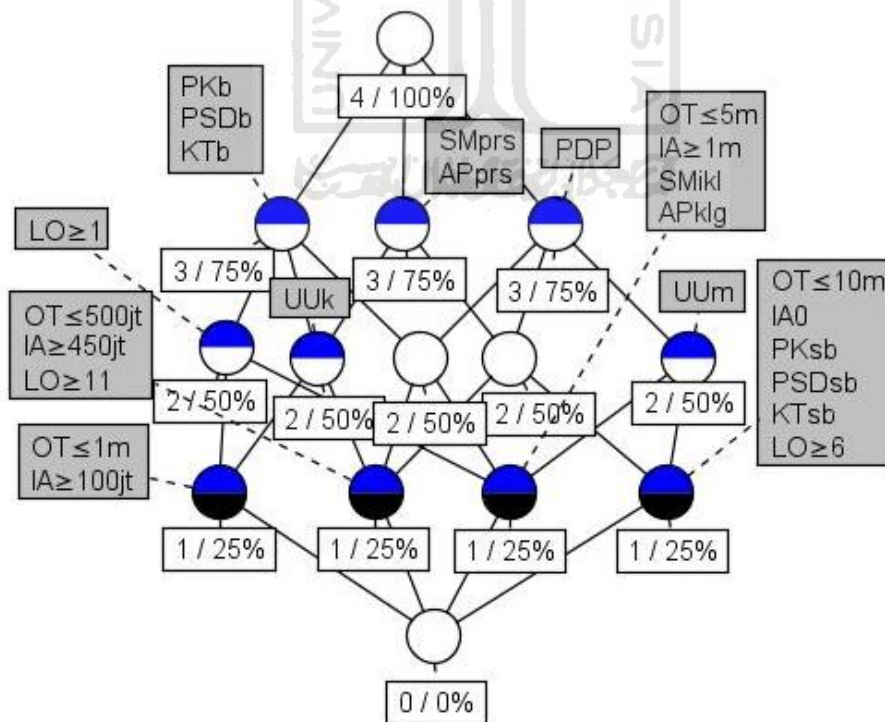 UNIV
SIA
4 / 100%
PKb
PSDb
KTb
SMprs
APprs
PDP
OT ≤5m
IA≥1m
SMikl
APklg
LO≥1
3 / 75%
3 / 75%
3 / 75%
UUk
UUm
OT≤500jt
IA≥450jt
LO≥11
OT≤10m
IA0
PKsb
PSDsb
KTsb
LO≥6
2 / 50%
2 / 50%
2 / 50%
2 / 50%
2 / 50%
OT≤1m
IA≥100jt
1 / 25%
1 / 25%
1 / 25%
1 / 25%
0 / 0%